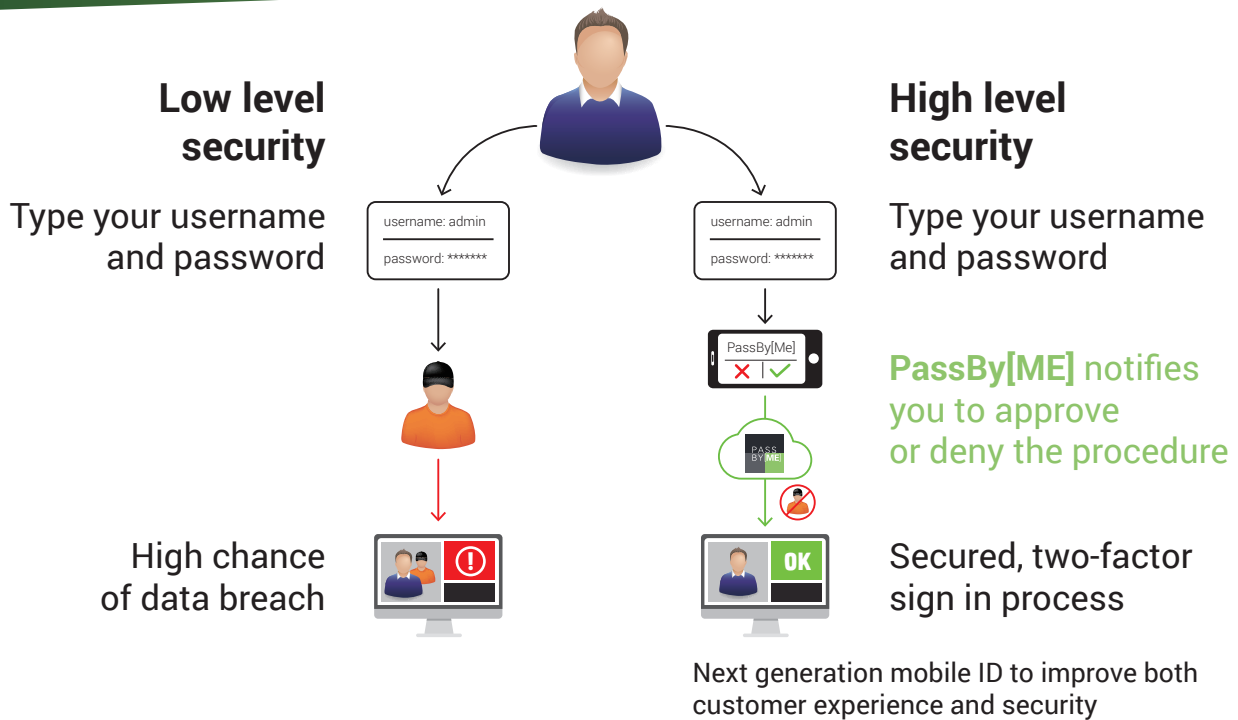 Low level
security
Type your username
and password
username: admin
password: *******
High chance
of data breach
High level
security
username: admin
password: *******
Type your username
and password
PassBy[Me]
PassBy[ME] notifies
you to approve
or deny the procedure
PASS
BY[ME]
OK
Secured, two-factor
sign in process
Next generation mobile ID to improve both
customer experience and security